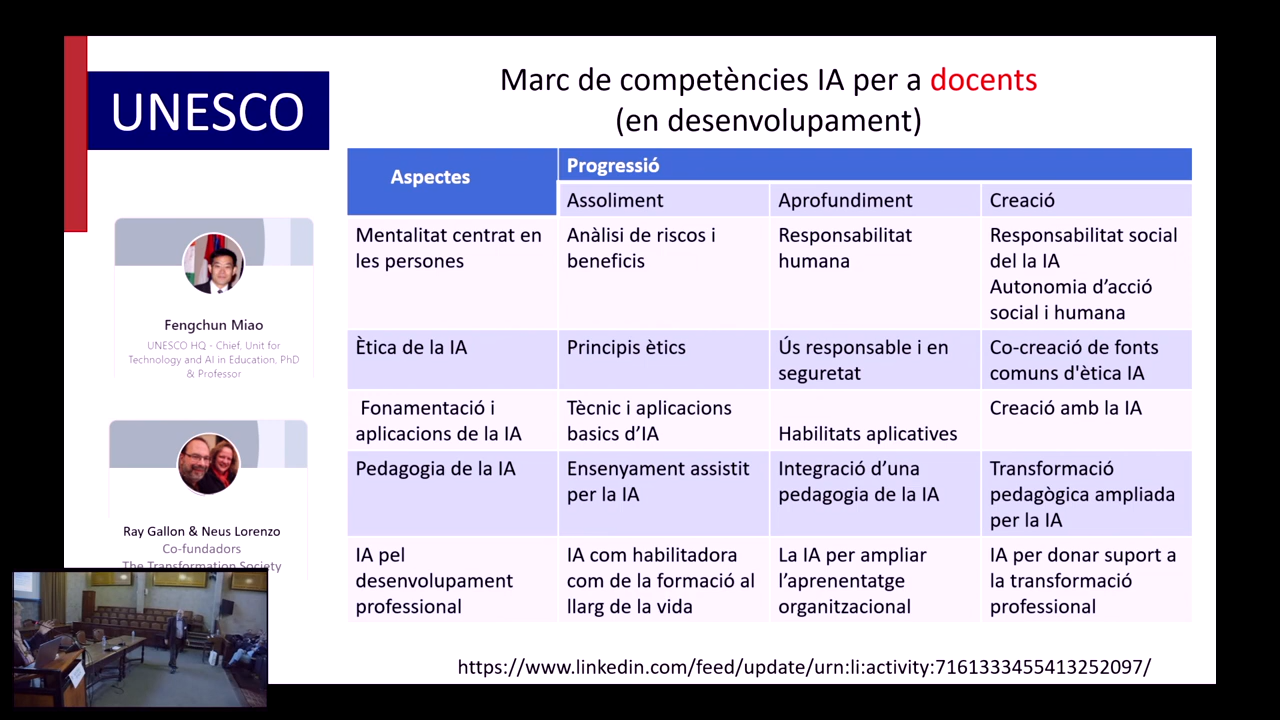 UNESCO
Marc de competències IA per a docents
(en desenvolupament)
Fengchun Miao
UNESCO HQ - Chief, Unit for
Technology and AI in Education. PhD
& Professor
Ray Gallon & Neus Lorenzo
Co-fundadors
The Transformation Society
Aspectes
Progressió
Assoliment
Aprofundiment
Creació
Mentalitat centrat en
les persones
Anàlisi de riscos i
beneficis
Responsabilitat
humana
Responsabilitat social
del la IA
Autonomia d’acció
social i humana
Ètica de la IA
Principis ètics
Ús responsable i en
seguretat
Co-creació de fonts
comuns d'ètica IA
Fonamentació i
aplicacions de la IA
Tècnic i aplicacions
basics d’IA
Habilitats aplicatives
Creació amb la IA
Pedagogia de la IA
Ensenyament assistit
per la IA
Integració d’una
pedagogia de la IA
Transformació
pedagògica ampliada
per la IA
IA pel
desenvolupament
professional
IA com habilitadora
com de la formació al
llarg de la vida
La IA per ampliar
l’aprenentatge
organitzacional
IA per donar suport a
la transformació
professional
https://www.linkedin.com/feed/update/urn:li:activity:7161333455413252097/